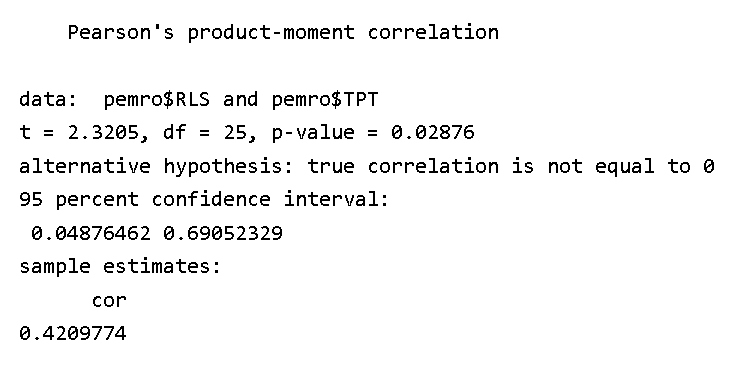 Pearson's product-moment correlation
data:  pemro$RLS and pemro$TPT
t = 2.3205, df = 25, p-value = 0.02876
alternative hypothesis: true correlation is not equal to 0
95 percent confidence interval:
 0.04876462 0.69052329
sample estimates:
      cor
0.4209774